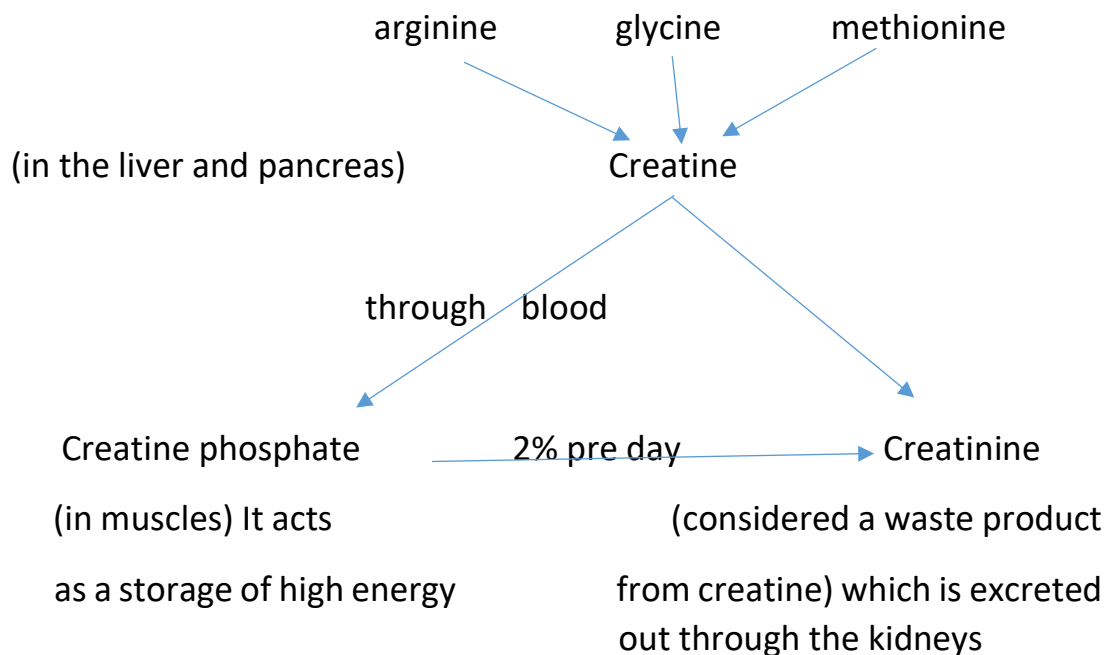 arginine glycine methionine
(in the liver and pancreas) Creatine
through blood
Creatine phosphate 2% pre day Creatinine
(in muscles) It acts (considered a waste product
as a storage of high energy from creatine) which is excreted
out through the kidneys